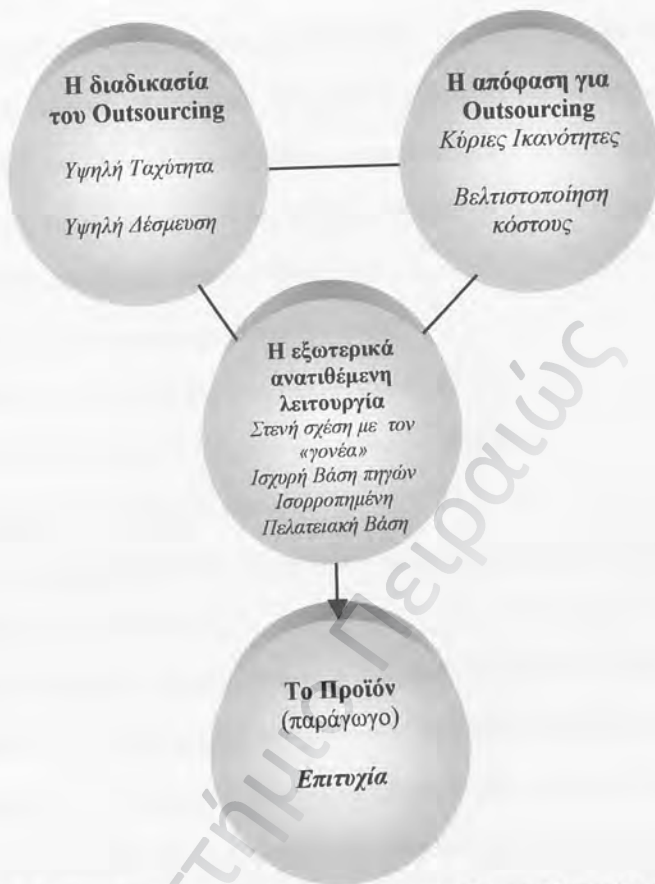 Η διαδικασία
του Outsourcing
Υψηλή Ταχύτητα
Υψηλή Δέσμευση
Η απόφαση για
Outsourcing
Κύριες Ικανότητες
Βελτιστοποίηση
κόστους
Η εξωτερικά
ανατιθέμενη
λειτουργία
Στενή σχέση με τον
«γονέα»
Ισχυρή Βάση πηγών
Ισορροπημένη
Πελατειακή Βάση
Το Προϊόν
(παράγωγο)
Επιτυχία
Πειραιώς